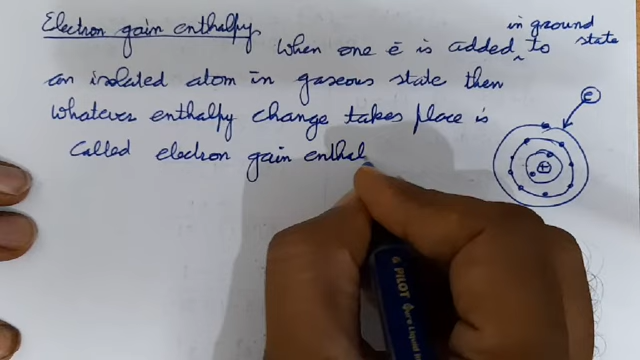 Electron gain enthalpy
When one ē is added ‸ to
in ground
state
an isolated atom in gaseous state then
whatever enthalpy change takes place is
called electron gain enthal
e
+
PILOT